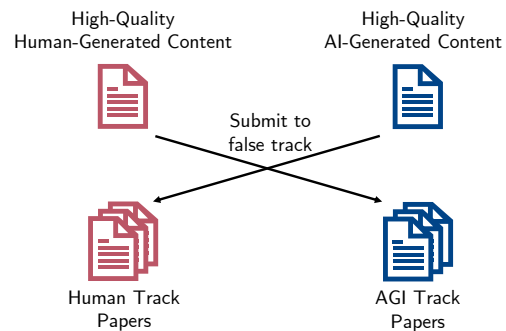 High-Quality
Human-Generated Content
High-Quality
AI-Generated Content
Submit to
false track
Human Track
Papers
AGI Track
Papers